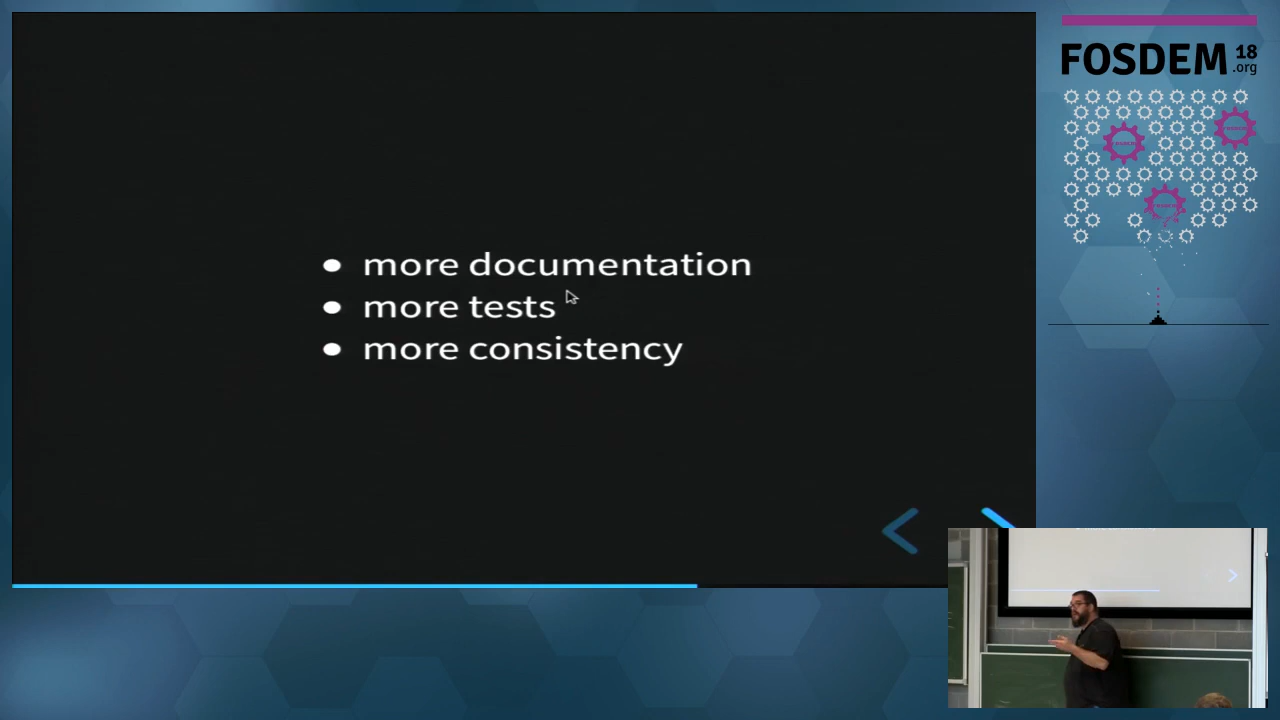 FOSDEM 18
.org
• more documentation
• more tests
• more consistency